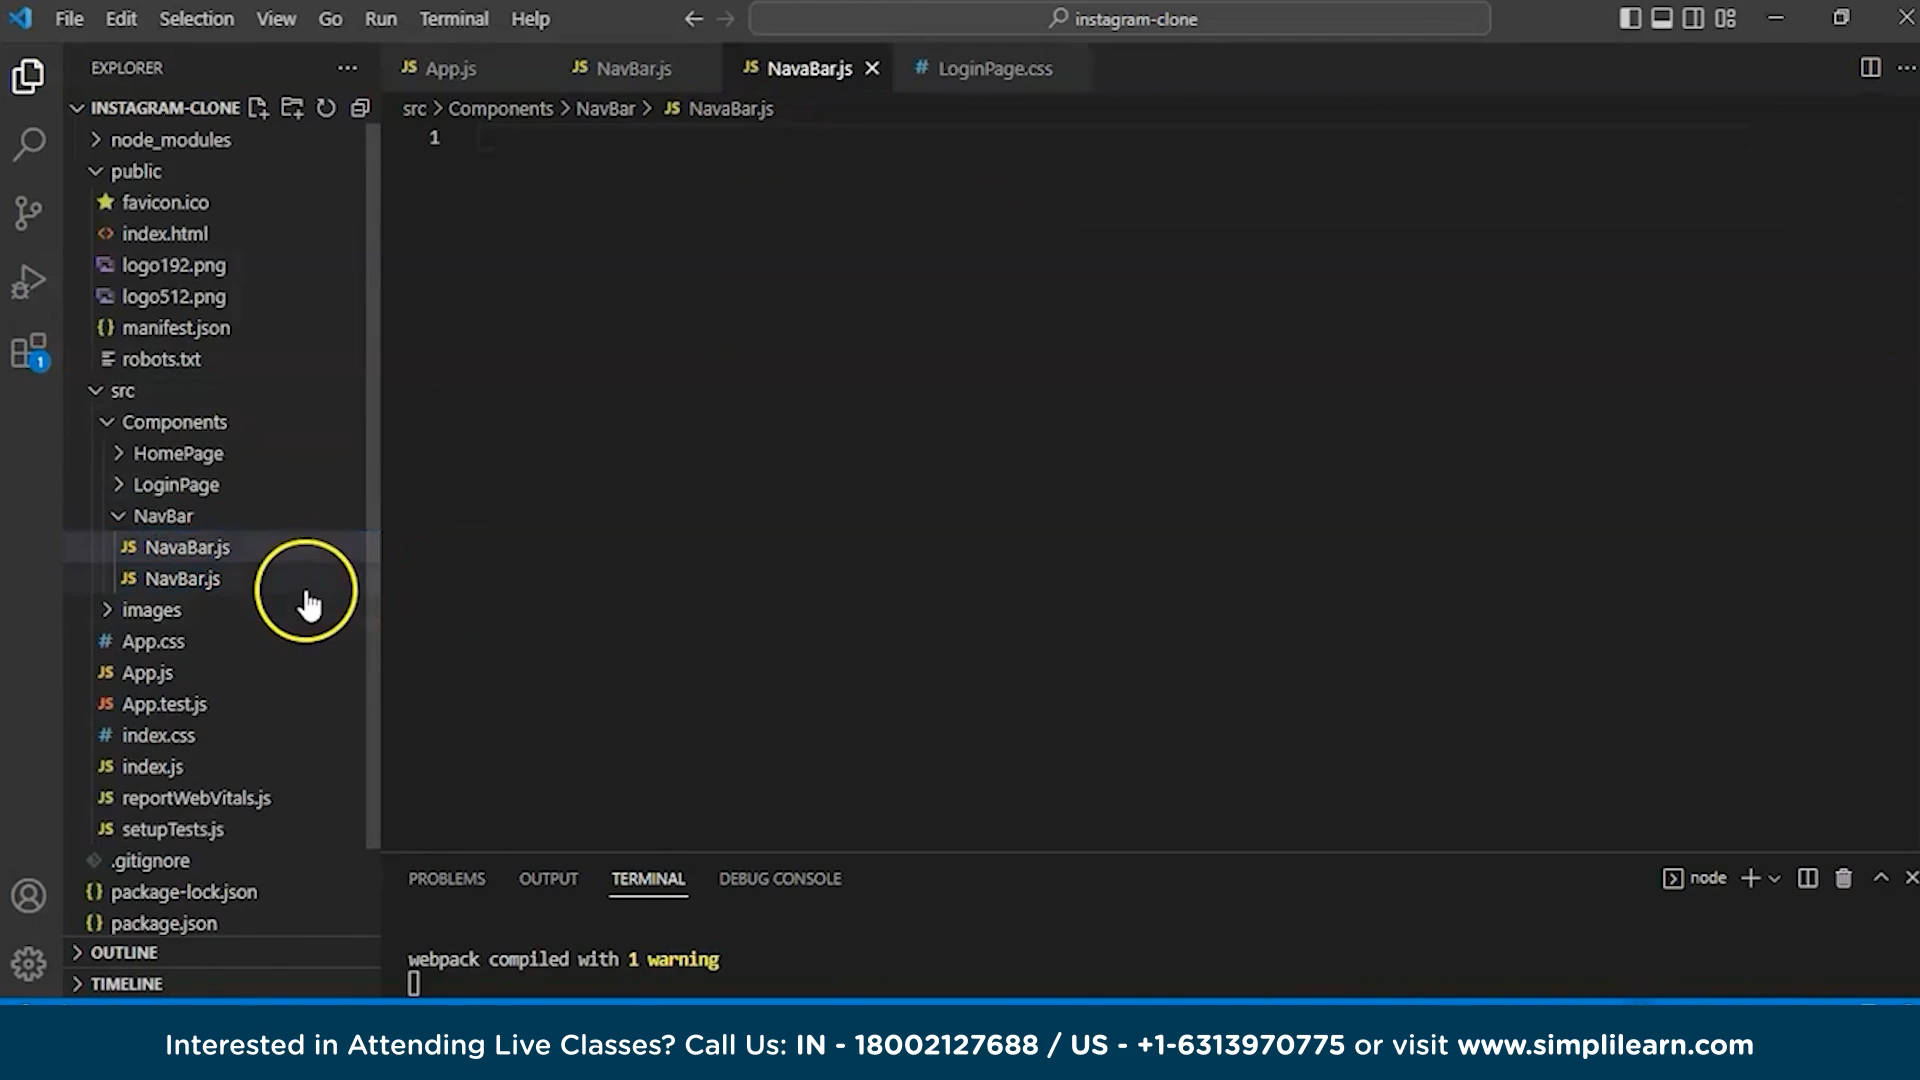 File Edit Selection View Go Run Terminal Help
instagram-clone
EXPLORER
INSTAGRAM-CLONE
node_modules
public
favicon.ico
index.html
logo192.png
logo512.png
manifest.json
robots.txt
src
Components
HomePage
LoginPage
NavBar
JS NavaBar.js
JS NavBar.js
images
# App.css
JS App.js
JS App.test.js
# index.css
JS index.js
JS reportWebVitals.js
JS setupTests.js
.gitignore
{} package-lock.json
{} package.json
OUTLINE
TIMELINE
1
JS App.js JS NavBar.js JS NavaBar.js # LoginPage.css
src > Components > NavBar > JS NavaBar.js
1
PROBLEMS OUTPUT TERMINAL DEBUG CONSOLE
node
webpack compiled with 1 warning
Interested in Attending Live Classes? Call Us: IN - 18002127688 / US - +1-6313970775 or visit www.simplilearn.com